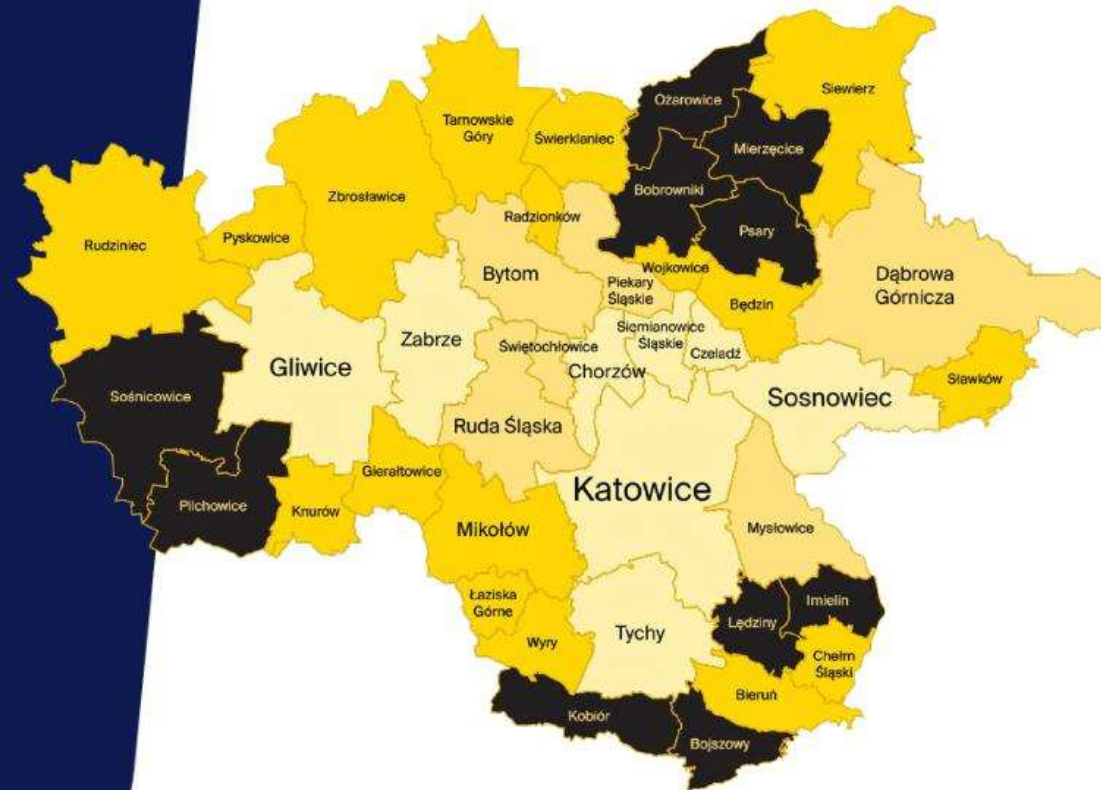 Siewierz
Ożarowice
Tarnowskie
Góry
Świerklaniec
Mierzęcice
Bobrowniki
Zbrosławice
Radzionków
Psary
Pyskowice
Rudziniec
Wojkowice
Bytom
Piekary
Śląskie
Dąbrowa
Górnicza
Będzin
Siemianowice
Śląskie
Zabrze
Świętochłowice
Czeladź
Gliwice
Chorzów
Sławków
Sośnicowice
Sosnowiec
Ruda Śląska
Gierałtowice
Katowice
Pilchowice
Knurów
Mikołów
Mysłowice
Łaziska
Górne
Imielin
Lędziny
Tychy
Wyry
Chełm
Śląski
Bieruń
Kobiór
Bojszowy